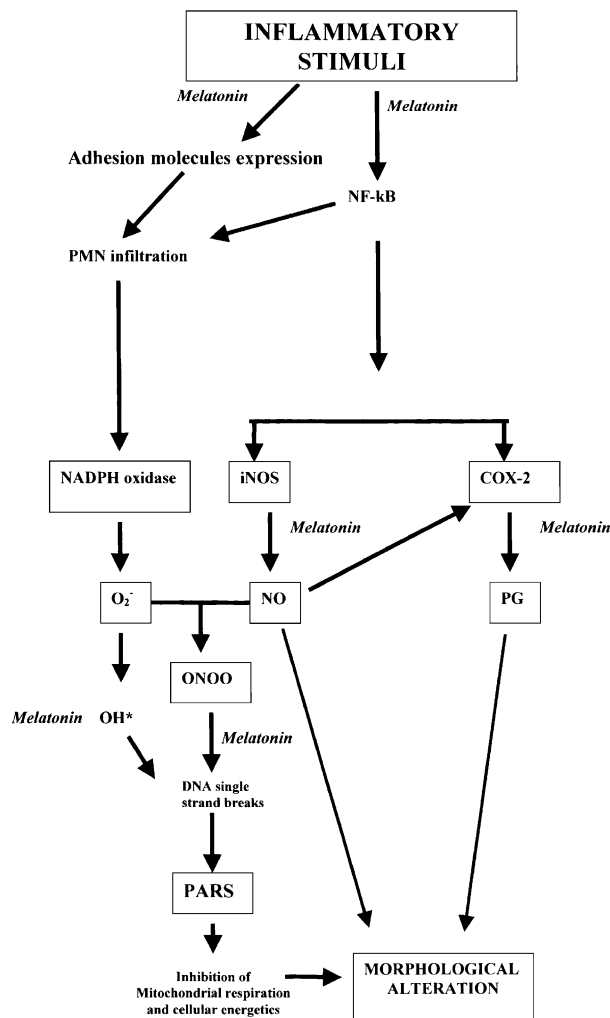 INFLAMMATORY
STIMULI
Melatonin
Melatonin
Adhesion molecules expression
NF-kB
PMN infiltration
NADPH oxidase
iNOS
COX-2
Melatonin
Melatonin
O₂⁻
NO
PG
ONOO
Melatonin OH*
Melatonin
DNA single
strand breaks
PARS
Inhibition of
Mitochondrial respiration
and cellular energetics
MORPHOLOGICAL
ALTERATION